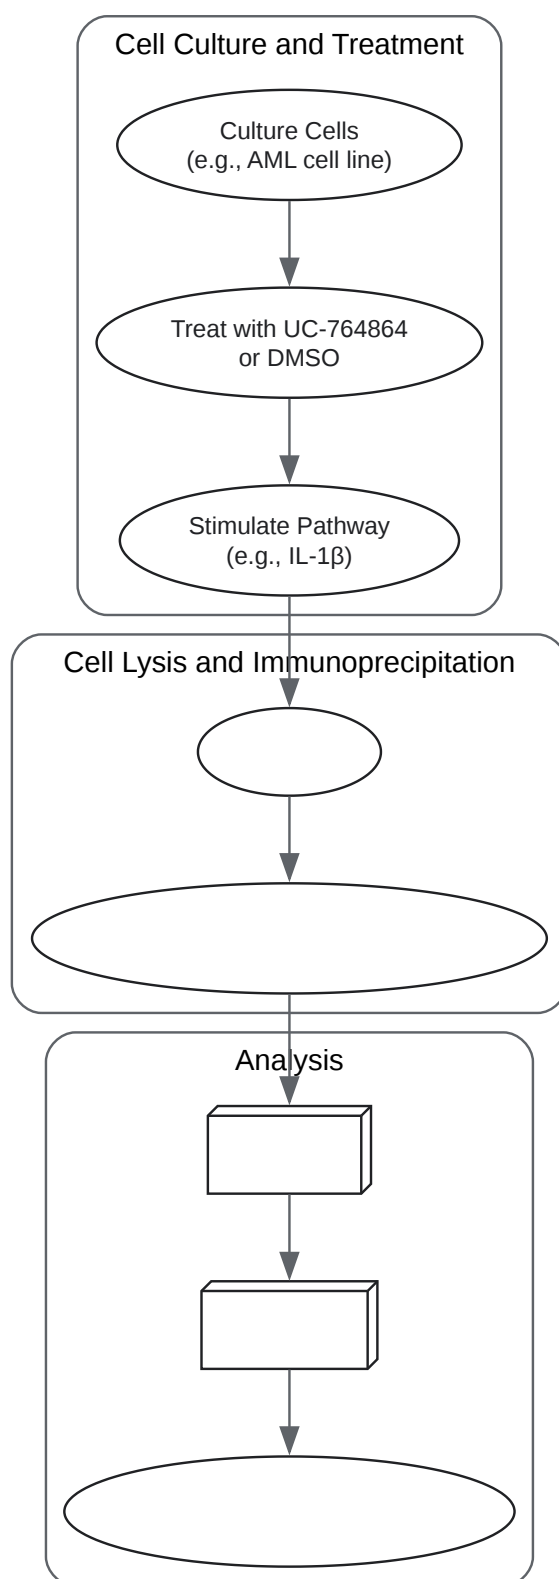 Cell Culture and Treatment
Culture Cells
(e.g., AML cell line)
Treat with UC-764864
or DMSO
Stimulate Pathway
(e.g., IL-1β)
Cell Lysis and Immunoprecipitation
Analysis